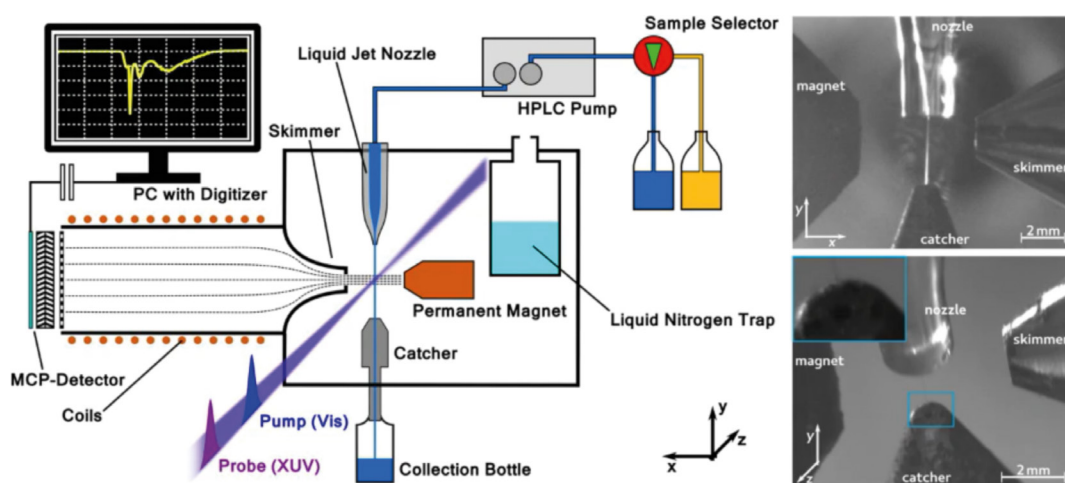 Sample Selector
Liquid Jet Nozzle
HPLC Pump
Skimmer
PC with Digitizer
Permanent Magnet
Liquid Nitrogen Trap
MCP-Detector
Catcher
Coils
Pump (Vis)
Probe (XUV)
Collection Bottle
y
z
x
nozzle
magnet
skimmer
y
x
catcher
2 mm
nozzle
skimmer
magnet
y
z
catcher
2 mm